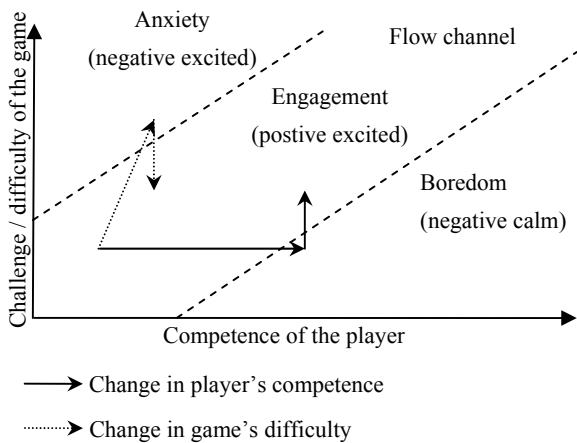 Anxiety
(negative excited)
Flow channel
Engagement
(postive excited)
Boredom
(negative calm)
Challenge / difficulty of the game
Competence of the player
Change in player’s competence
Change in game’s difficulty